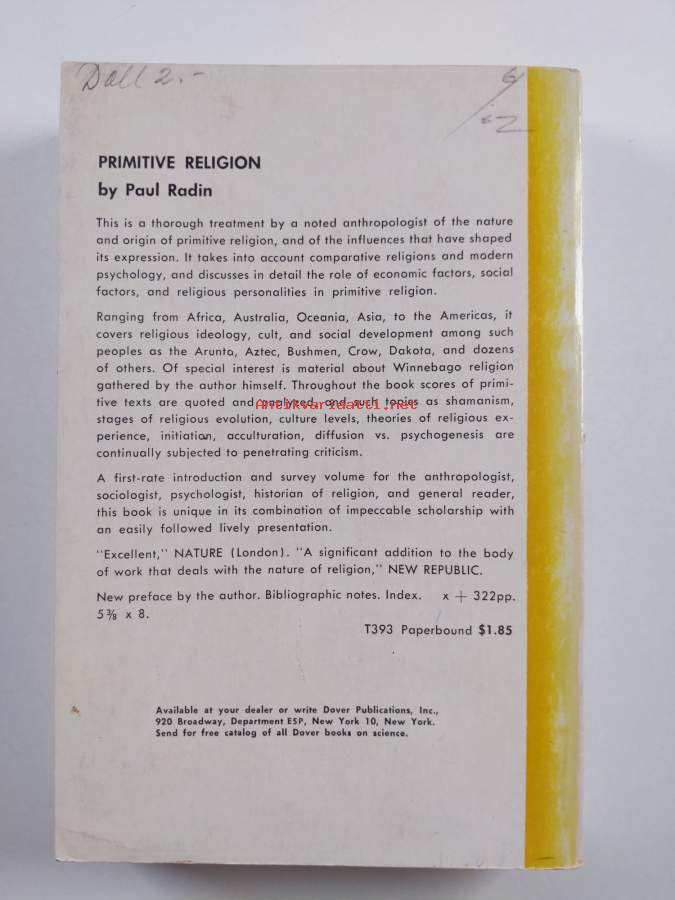 Doll 2.-
6/
PRIMITIVE RELIGION
by Paul Radin
This is a thorough treatment by a noted anthropologist of the nature
and origin of primitive religion, and of the influences that have shaped
its expression. It takes into account comparative religions and modern
psychology, and discusses in detail the role of economic factors, social
factors, and religious personalities in primitive religion.
Ranging from Africa, Australia, Oceania, Asia, to the Americas, it
covers religious ideology, cult, and social development among such
peoples as the Arunto, Aztec, Bushmen, Crow, Dakota, and dozens
of others. Of special interest is material about Winnebago religion
gathered by the author himself. Throughout the book scores of primi-
tive texts are quoted and analyzed, and such topics as shamanism,
Antikvariaatti.net
stages of religious evolution, culture levels, theories of religious ex-
perience, initiation, acculturation, diffusion vs. psychogenesis are
continually subjected to penetrating criticism.
A first-rate introduction and survey volume for the anthropologist,
sociologist, psychologist, historian of religion, and general reader,
this book is unique in its combination of impeccable scholarship with
an easily followed lively presentation.
"Excellent," NATURE (London). "A significant addition to the body
of work that deals with the nature of religion," NEW REPUBLIC.
New preface by the author. Bibliographic notes. Index. x + 322pp.
5⅜ x 8.
T393 Paperbound $1.85
Available at your dealer or write Dover Publications, Inc.,
920 Broadway, Department ESP, New York 10, New York.
Send for free catalog of all Dover books on science.